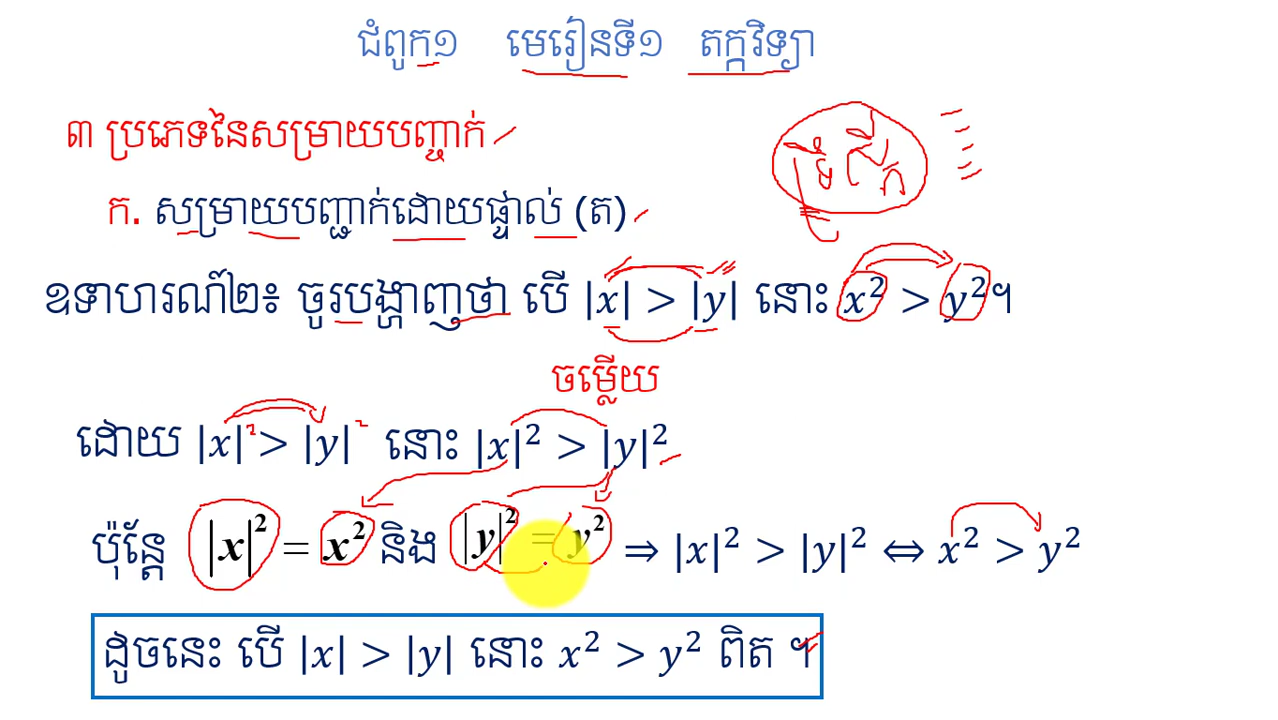 ជំពូក១ មេរៀនទី១ តក្កវិទ្យា
៣ ប្រភេទនៃសម្រាយបញ្ចាក់
ក. សម្រាយបញ្ជាក់ដោយផ្ទាល់ (ត)
ឧទាហរណ៍២៖ ចូរបង្ហាញថា បើ |x| > |y| នោះ x² > y²។
ចម្លើយ
ដោយ |x| > |y| នោះ |x|² > |y|²
ប៉ុន្តែ |x|² = x² និង |y|² = y² ⇒ |x|² > |y|² ⇔ x² > y²
ដូចនេះ បើ |x| > |y| នោះ x² > y² ពិត ។